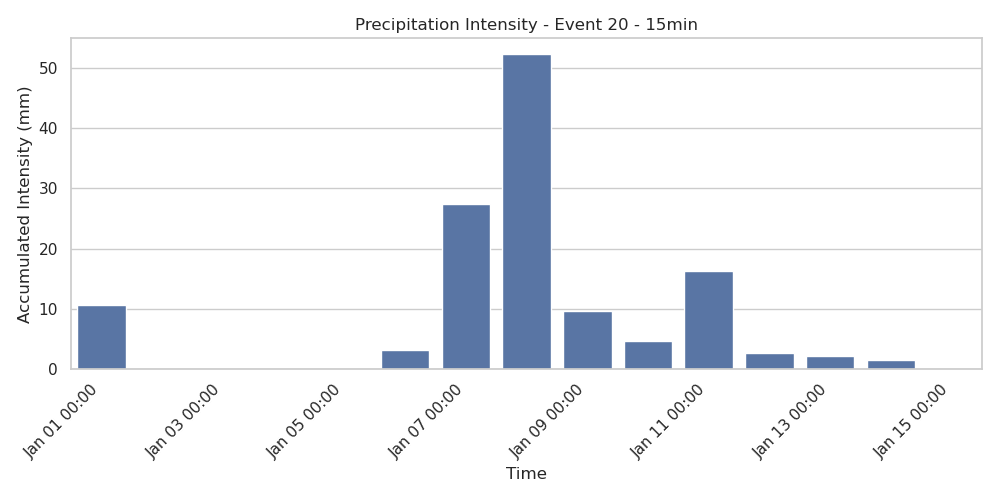 Precipitation Intensity - Event 20 - 15min
Accumulated Intensity (mm)
50
40
30
20
10
0
Jan 01 00:00
Jan 03 00:00
Jan 05 00:00
Jan 07 00:00
Jan 09 00:00
Jan 11 00:00
Jan 13 00:00
Jan 15 00:00
Time